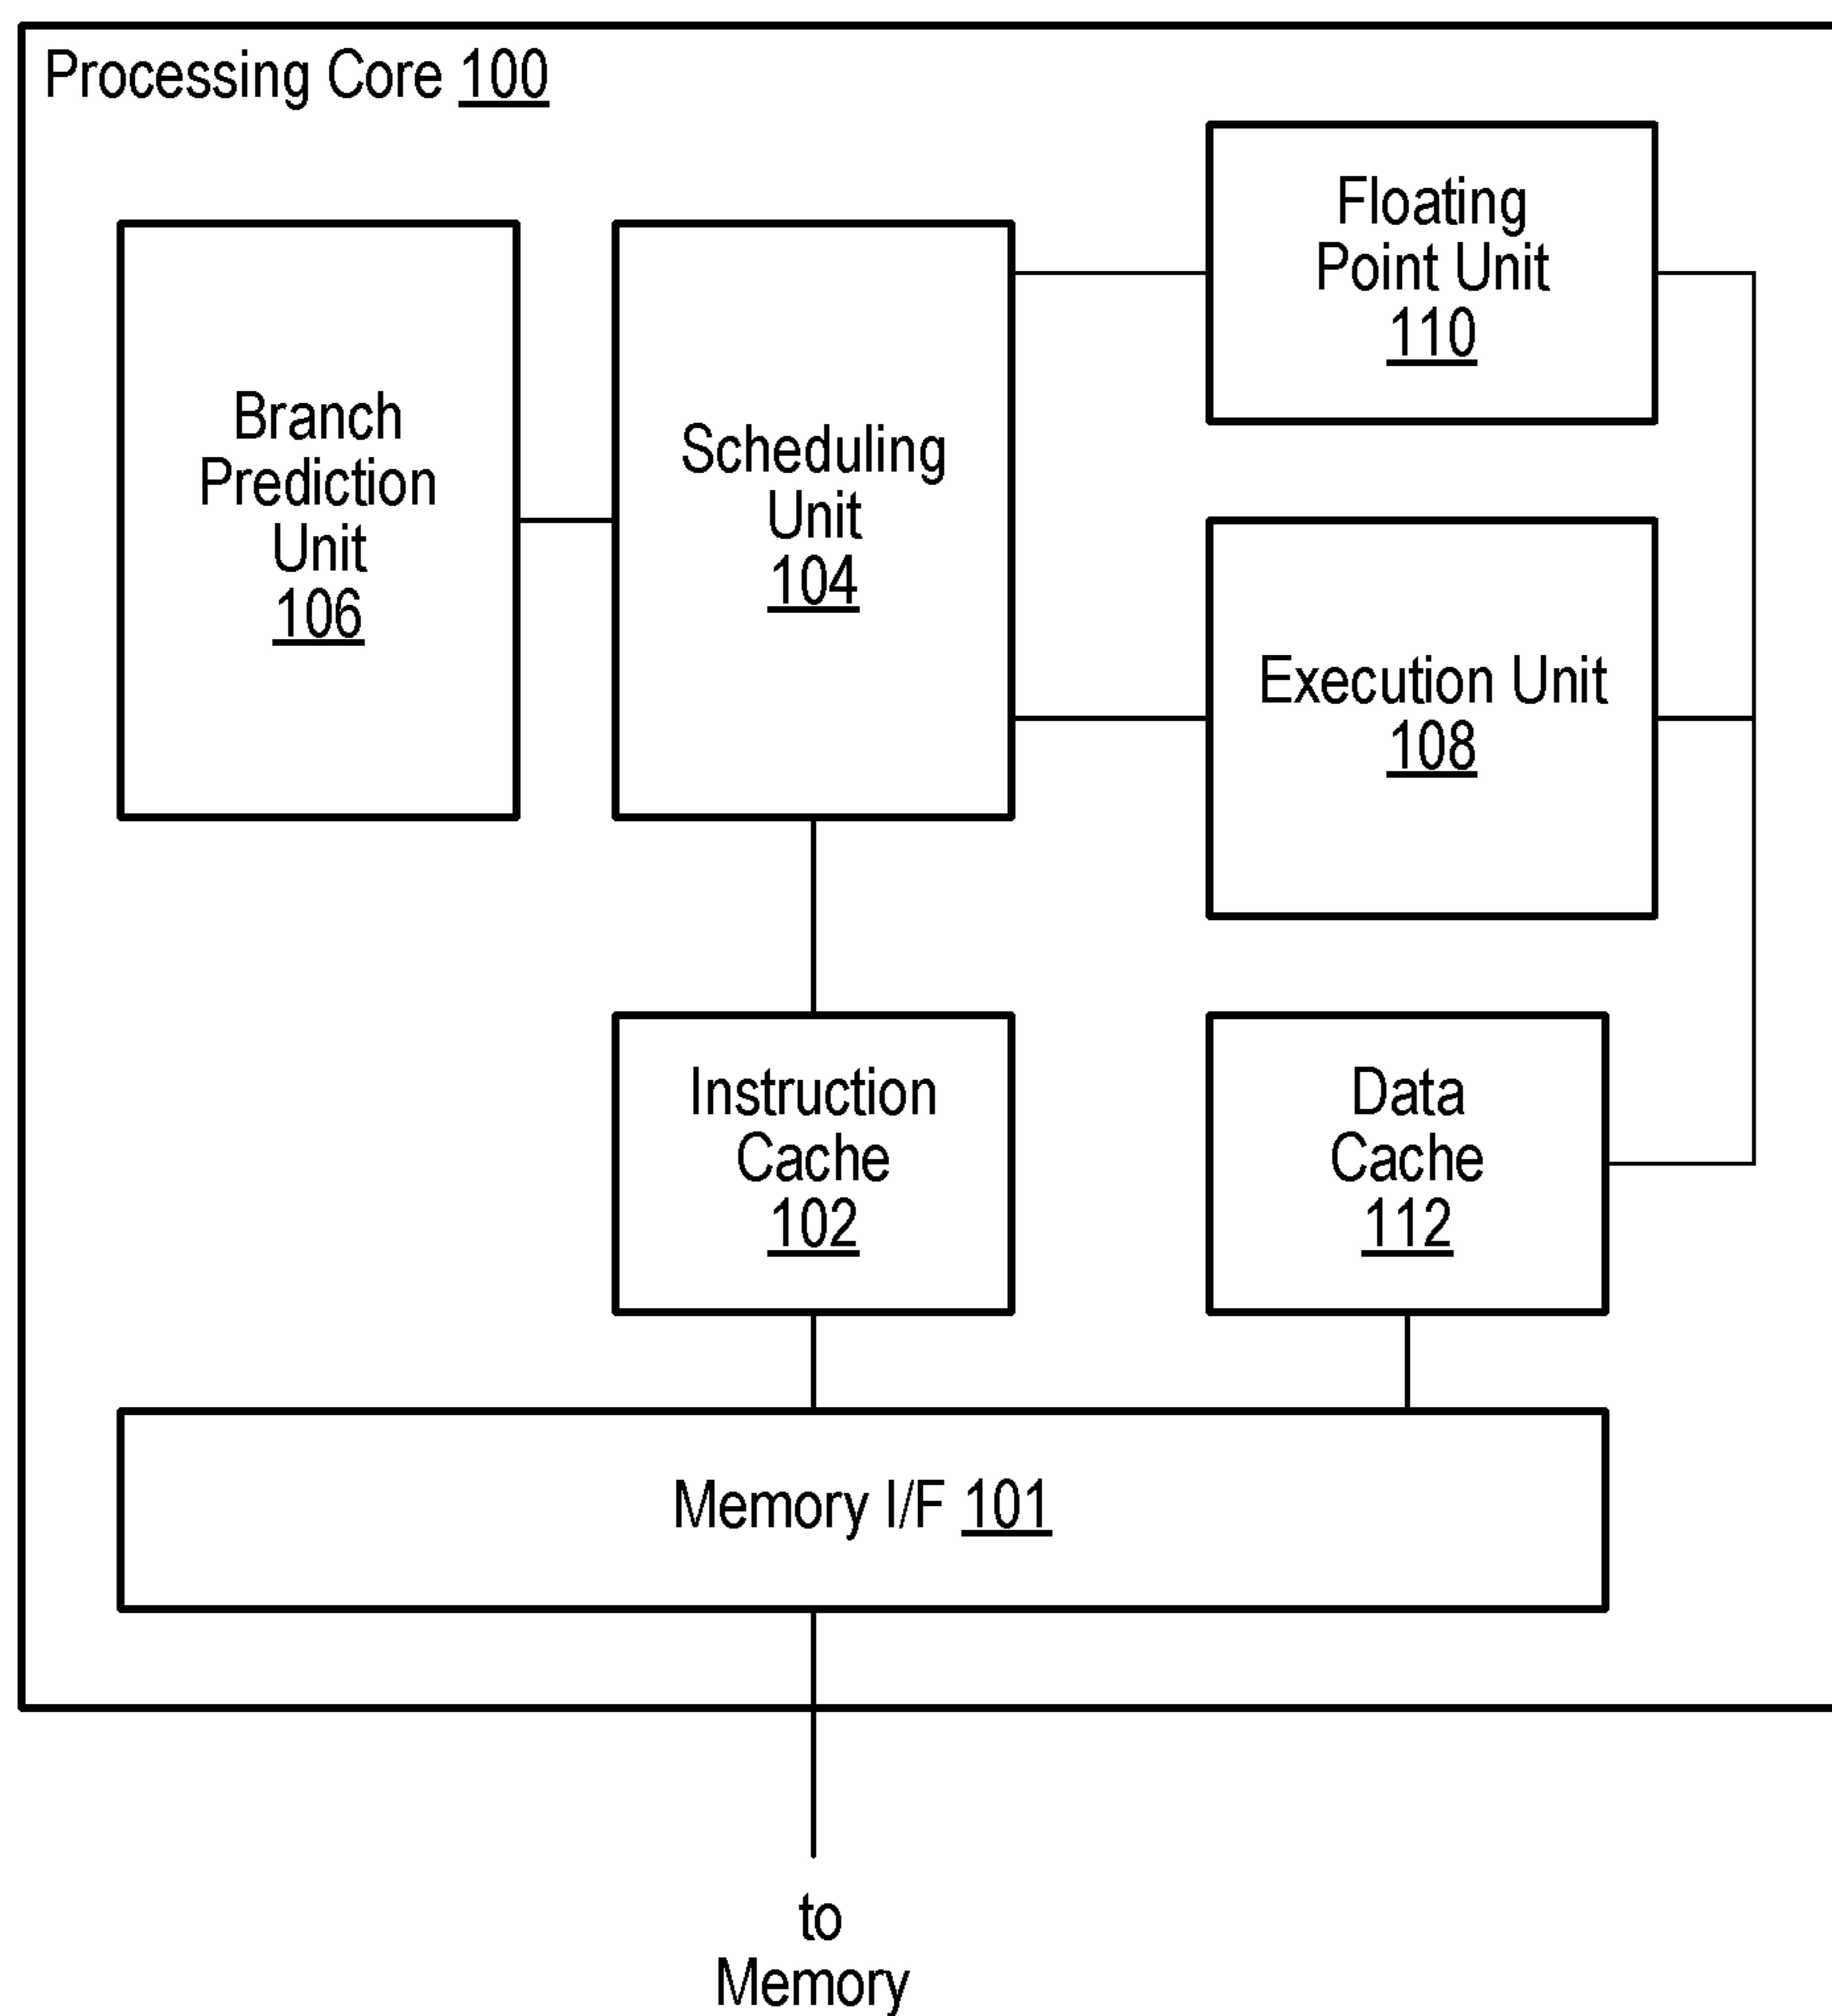 Processing Core 100
Branch
Prediction
Unit
106
Scheduling
Unit
104
Floating
Point Unit
110
Execution Unit
108
Instruction
Cache
102
Data
Cache
112
Memory I/F 101
to
Memory